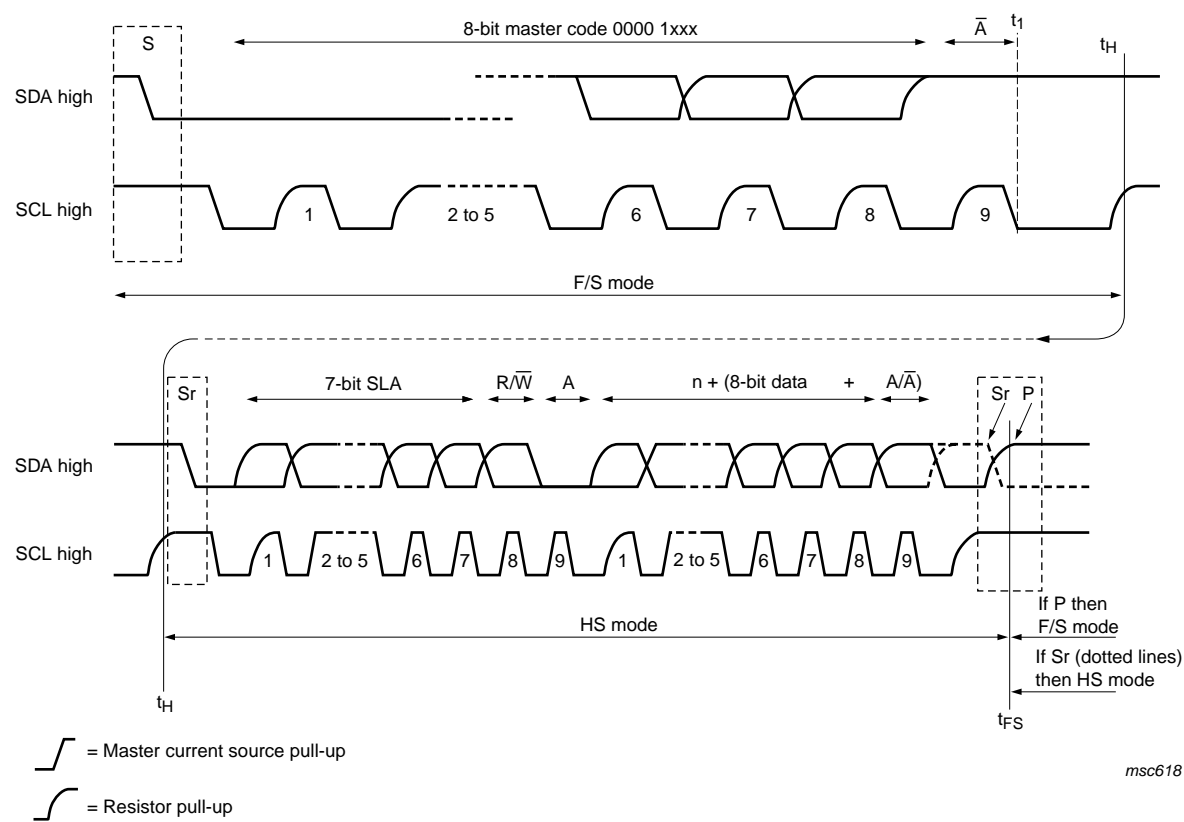 S
8-bit master code 0000 1xxx
A̅
t1
tH
SDA high
SCL high
1
2 to 5
6
7
8
9
F/S mode
Sr
7-bit SLA
R/W̅
A
n + (8-bit data + A/A̅)
Sr P
SDA high
SCL high
1
2 to 5
6
7
8
9
1
2 to 5
6
7
8
9
If P then
F/S mode
HS mode
If Sr (dotted lines)
then HS mode
tH
tFS
= Master current source pull-up
= Resistor pull-up
msc618